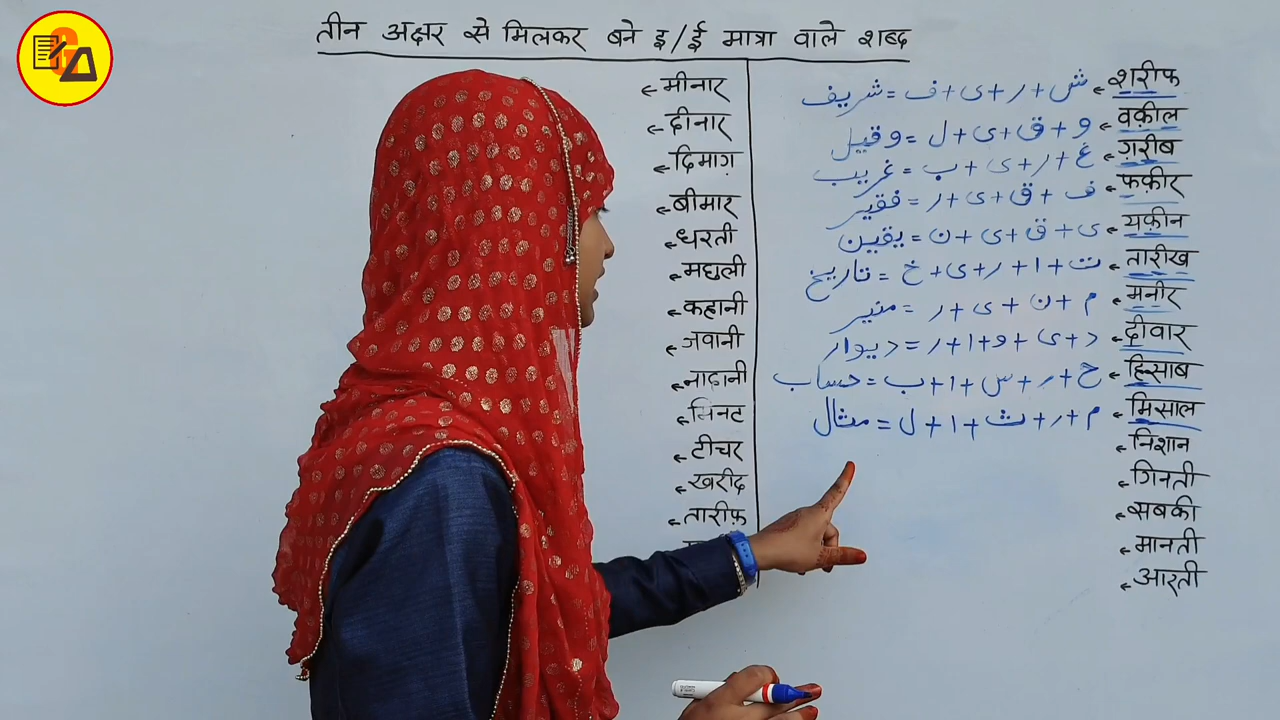 तीन अक्षर से मिलकर बने इ/ई मात्रा वाले शब्द
शरीफ ← ش+ر+ی+ف = شریف
वक़ील ← و+ق+ی+ل = وقیل
ग़रीब ← غ+ر+ی+ب = غریب
फ़क़ीर ← ف+ق+ی+ر = فقیر
यक़ीन ← ی+ق+ی+ن = یقین
तारीख़ ← ت+ا+ر+ی+خ = تاریخ
मनीर ← م+ن+ی+ر = منیر
दीवार ← د+ی+و+ا+ر = دیوار
हिसाब ← ح+ِ+س+ا+ب = حساب
मिसाल ← م+ِ+ث+ا+ل = مثال
निशान ←
गिनती ←
सबकी ←
मानती ←
आरती ←
मीनार ←
दीनार ←
दिमाग़ ←
बीमार ←
धरती ←
मछली ←
कहानी ←
जवानी ←
नादानी ←
मिनट ←
टीचर ←
खरीद ←
तारीफ़ ←